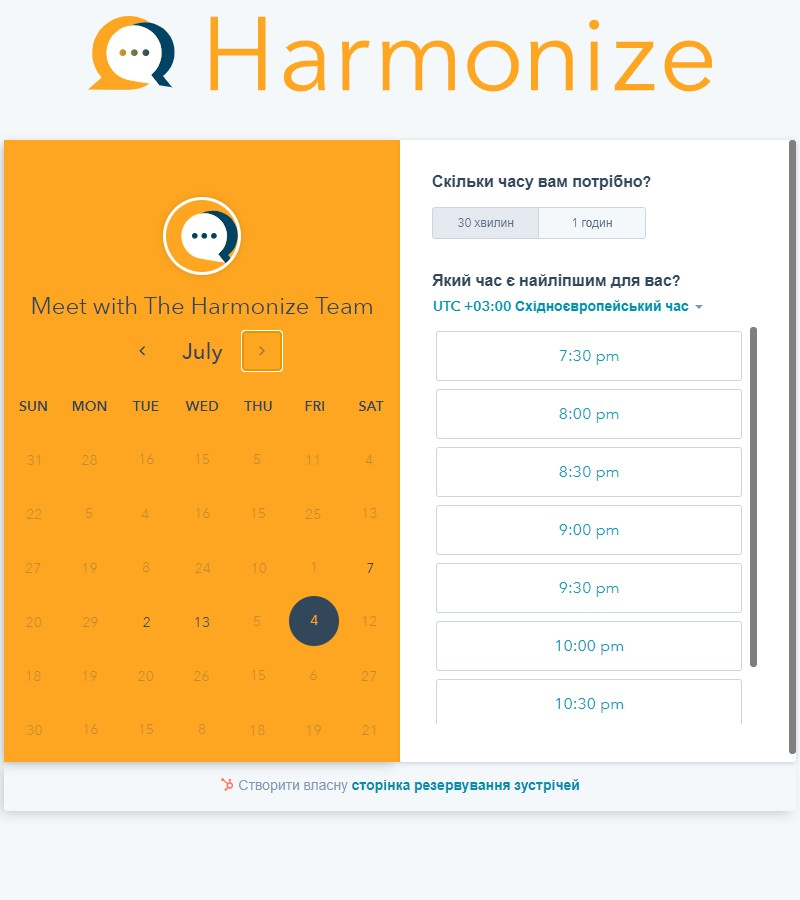 Harmonize
Meet with The Harmonize Team
July
SUN MON TUE WED THU FRI SAT
31 28 16 15 5 11 4
22 5 4 16 15 25 13
27 19 8 24 10 1 7
20 29 2 13 5 4 12
18 19 20 26 15 6 27
30 16 15 8 18 19 21
Скільки часу вам потрібно?
30 хвилин 1 годин
Який час є найліпшим для вас?
UTC +03:00 Східноєвропейський час
7:30 pm
8:00 pm
8:30 pm
9:00 pm
9:30 pm
10:00 pm
10:30 pm
Створити власну сторінка резервування зустрічей